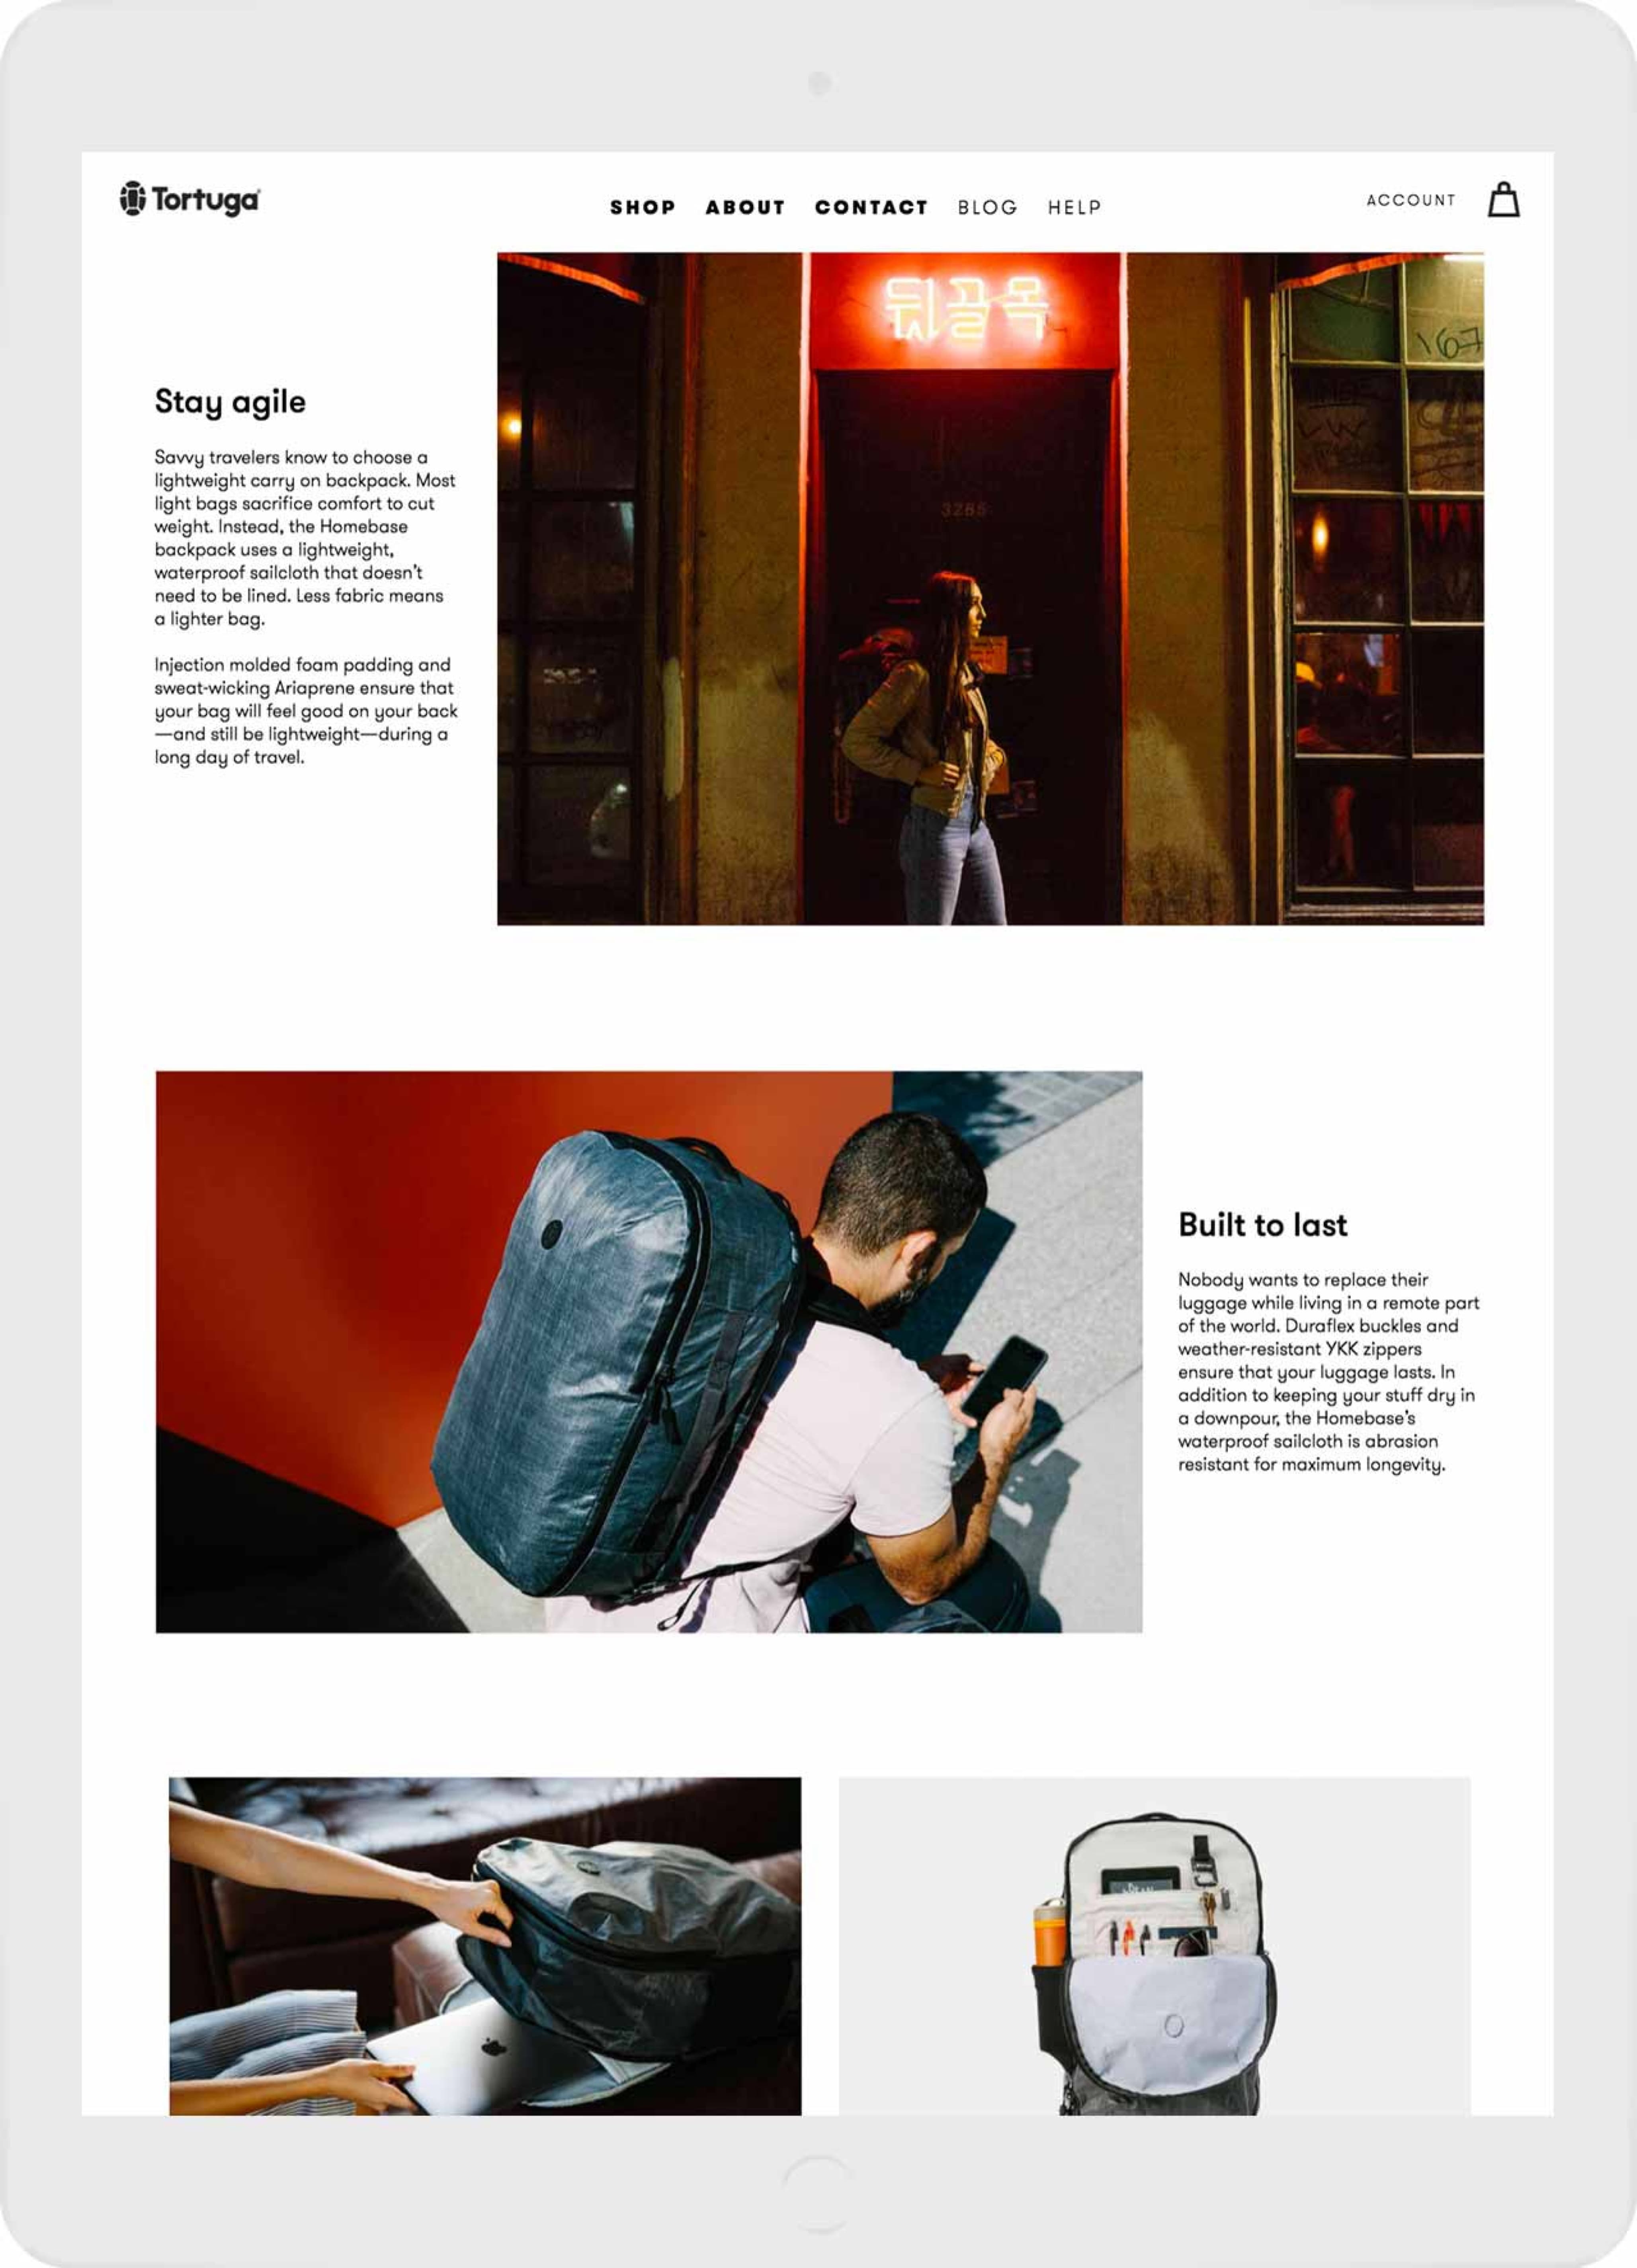 Tortuga
SHOP ABOUT CONTACT BLOG HELP
ACCOUNT
뒷골목
167
LW
3285
Stay agile
Savvy travelers know to choose a
lightweight carry on backpack. Most
light bags sacrifice comfort to cut
weight. Instead, the Homebase
backpack uses a lightweight,
waterproof sailcloth that doesn't
need to be lined. Less fabric means
a lighter bag.
Injection molded foam padding and
sweat-wicking Ariaprene ensure that
your bag will feel good on your back
—and still be lightweight—during a
long day of travel.
Built to last
Nobody wants to replace their
luggage while living in a remote part
of the world. Duraflex buckles and
weather-resistant YKK zippers
ensure that your luggage lasts. In
addition to keeping your stuff dry in
a downpour, the Homebase's
waterproof sailcloth is abrasion
resistant for maximum longevity.